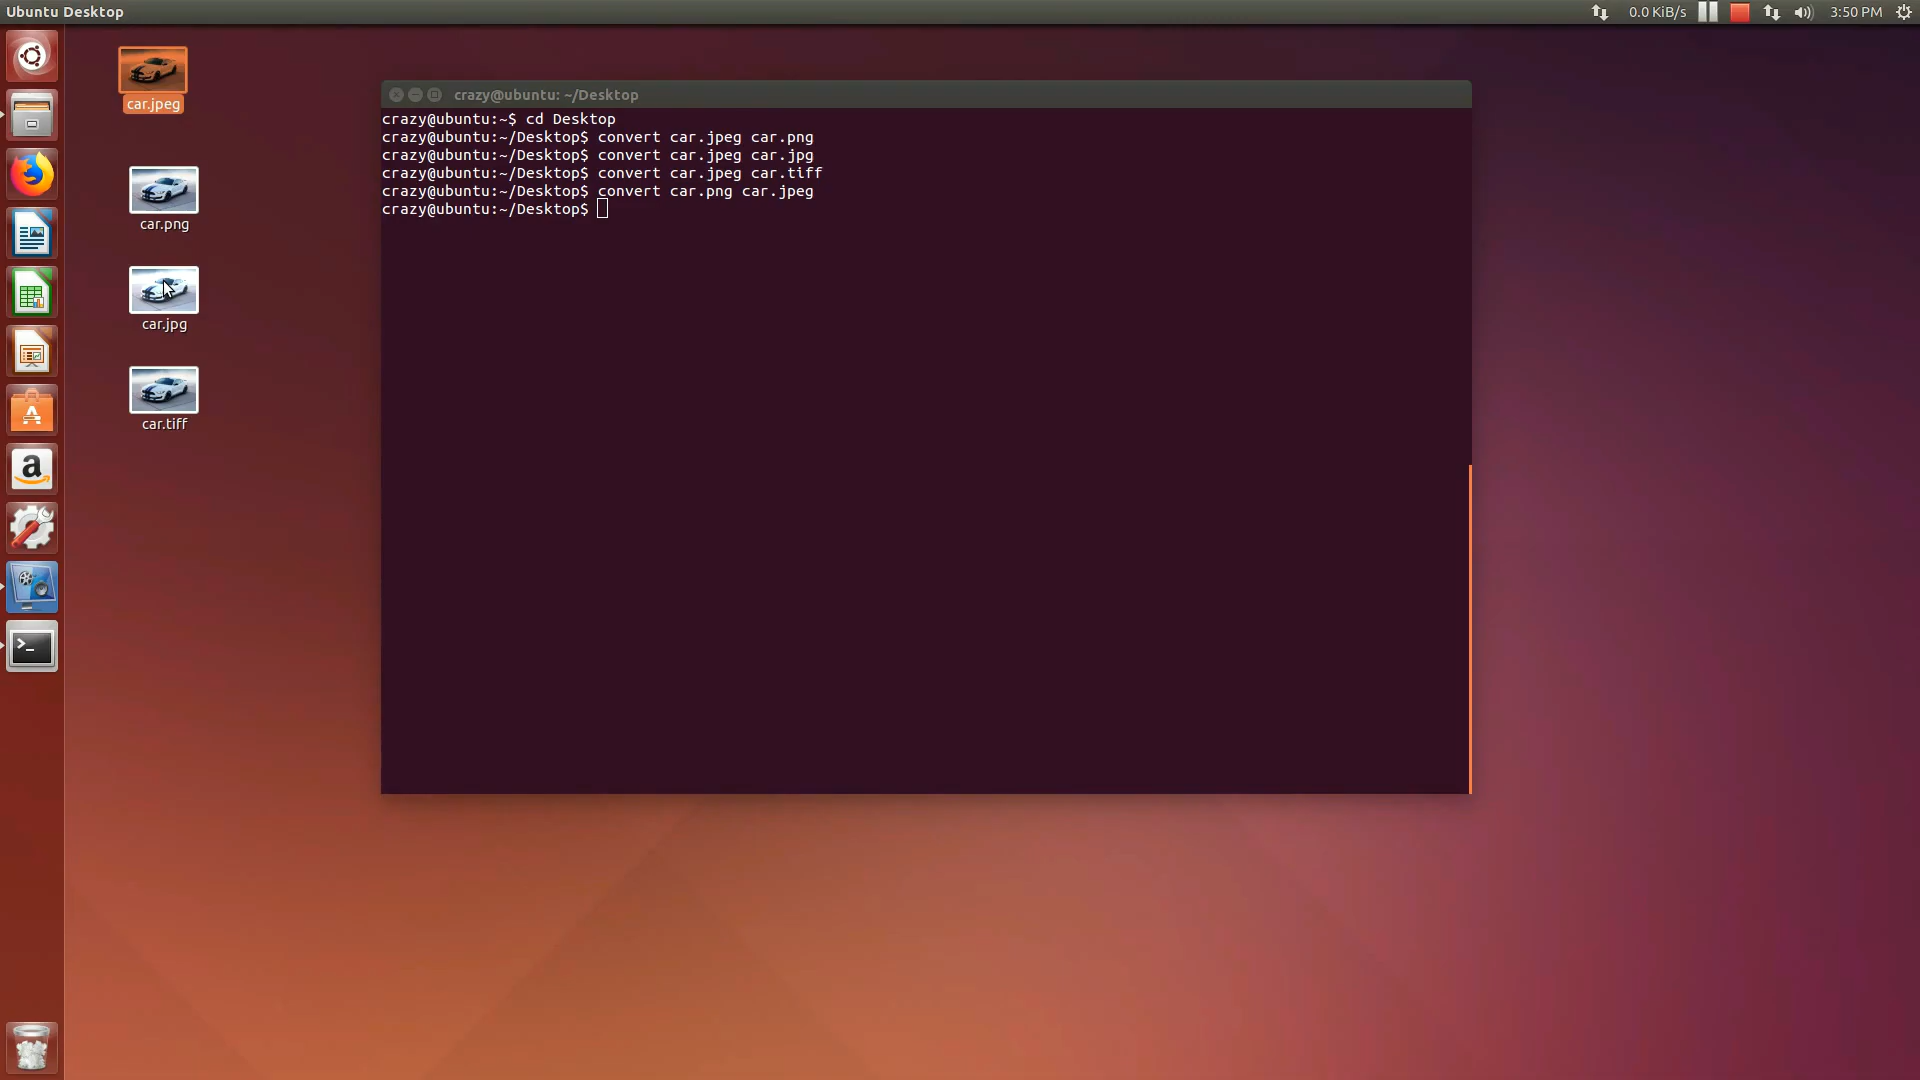 Ubuntu Desktop
0.0 KiB/s
3:50 PM
car.jpeg
car.png
car.jpg
car.tiff
crazy@ubuntu: ~/Desktop
crazy@ubuntu:~$ cd Desktop
crazy@ubuntu:~/Desktop$ convert car.jpeg car.png
crazy@ubuntu:~/Desktop$ convert car.jpeg car.jpg
crazy@ubuntu:~/Desktop$ convert car.jpeg car.tiff
crazy@ubuntu:~/Desktop$ convert car.png car.jpeg
crazy@ubuntu:~/Desktop$